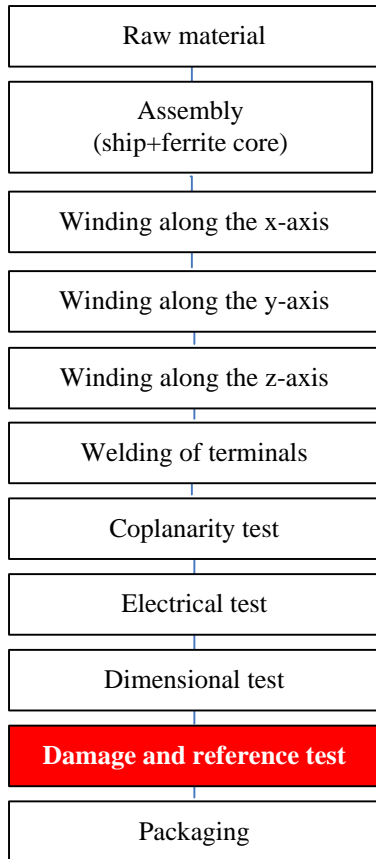 Raw material
Assembly
(ship+ferrite core)
Winding along the x-axis
Winding along the y-axis
Winding along the z-axis
Welding of terminals
Coplanarity test
Electrical test
Dimensional test
Damage and reference test
Packaging